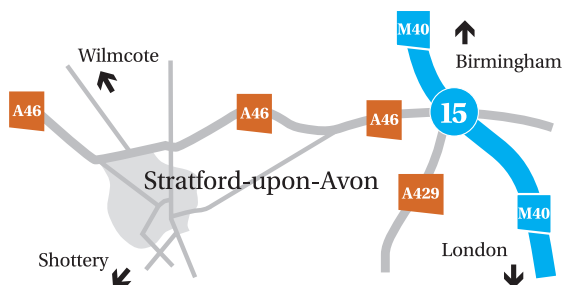 M40
Birmingham
Wilmcote
A46
A46
A46
15
Stratford-upon-Avon
A429
M40
London
Shottery